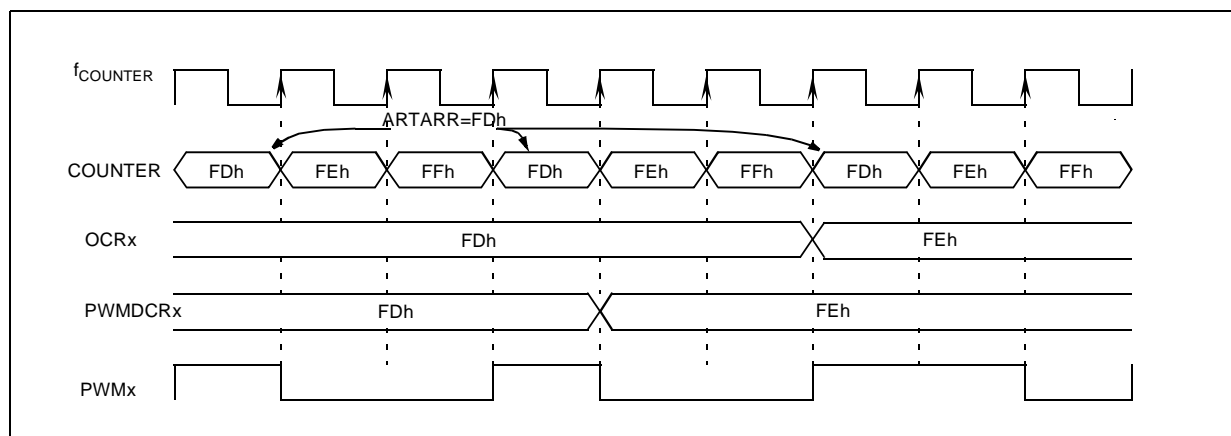 fCOUNTER
ARTARR=FDh
COUNTER FDh FEh FFh FDh FEh FFh FDh FEh FFh
OCRx FDh FEh
PWMDCRx FDh FEh
PWMx